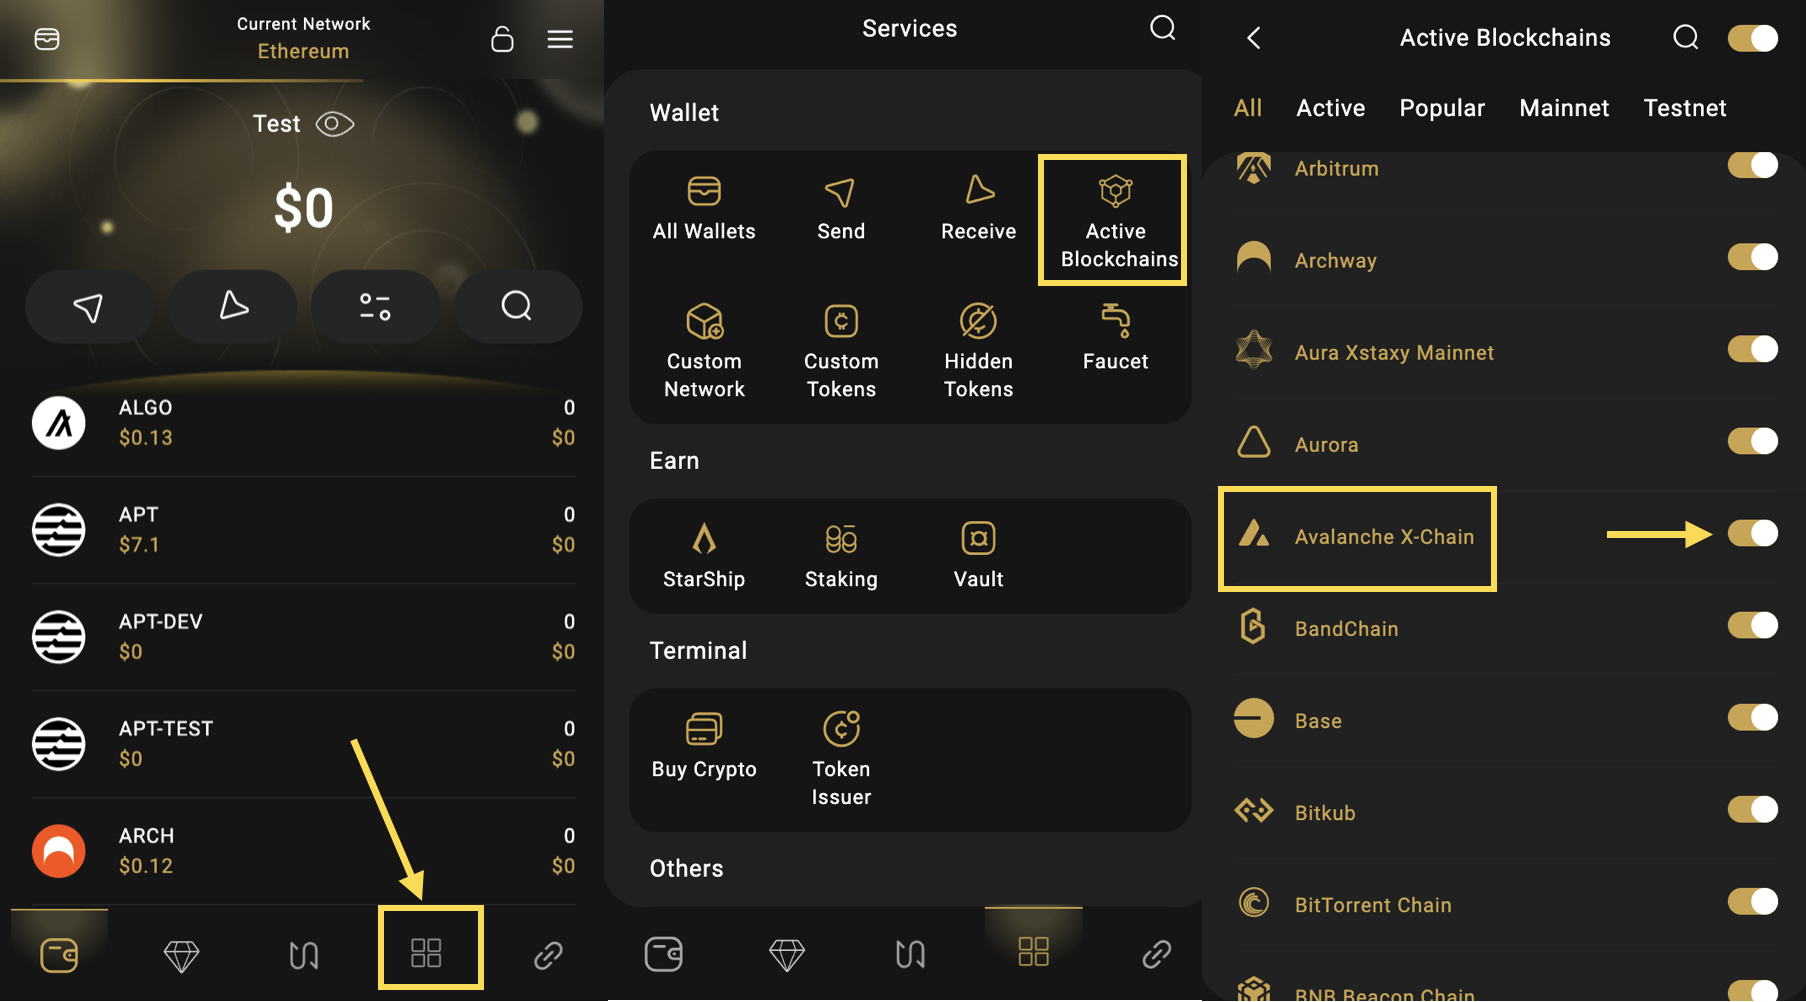 Current Network
Ethereum
Test
$0
ALGO
0
$0.13
$0
APT
0
$7.1
$0
APT-DEV
0
$0
$0
APT-TEST
0
$0
$0
ARCH
0
$0.12
$0
Services
Wallet
All Wallets
Send
Receive
Active
Blockchains
Custom
Network
Custom
Tokens
Hidden
Tokens
Faucet
Earn
StarShip
Staking
Vault
Terminal
Buy Crypto
Token
Issuer
Others
Active Blockchains
All Active Popular Mainnet Testnet
Arbitrum
Archway
Aura Xstaxy Mainnet
Aurora
Avalanche X-Chain
BandChain
Base
Bitkub
BitTorrent Chain
BNB Beacon Chain